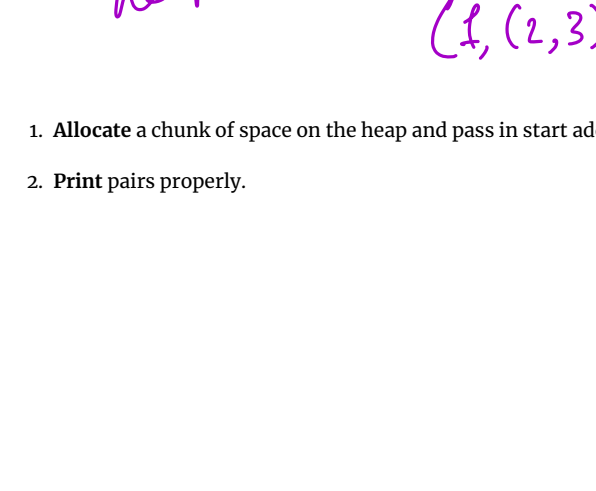 (1, (2,3)
1. Allocate a chunk of space on the heap and pass in start ad
2. Print pairs properly.